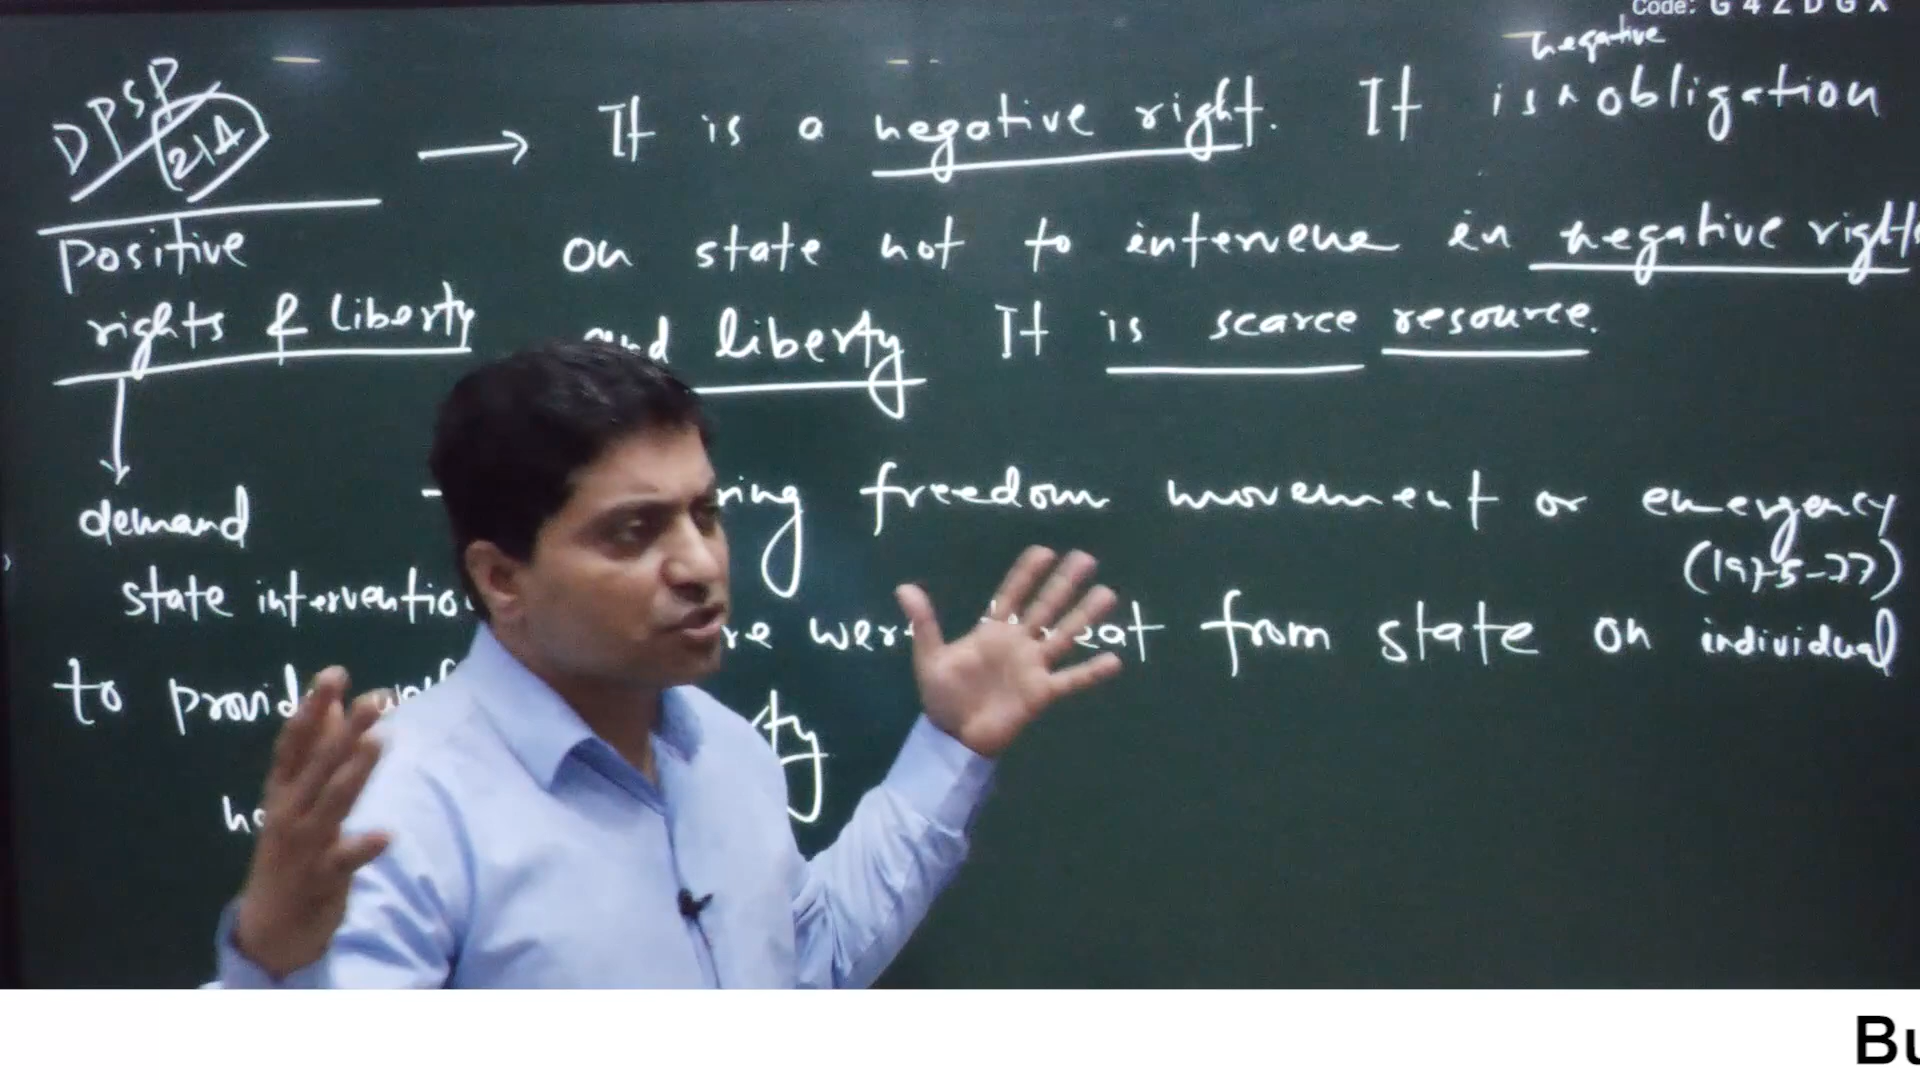 Code: G 4 Z D G X
DPSP
21A
positive
rights & liberty
demand
state
to
→ It is a negative right. It is negative obligation
on state not to intervene in negative rights
and liberty It is scarce resource.
freedom movement or emergency
(1975-77)
from state on individual